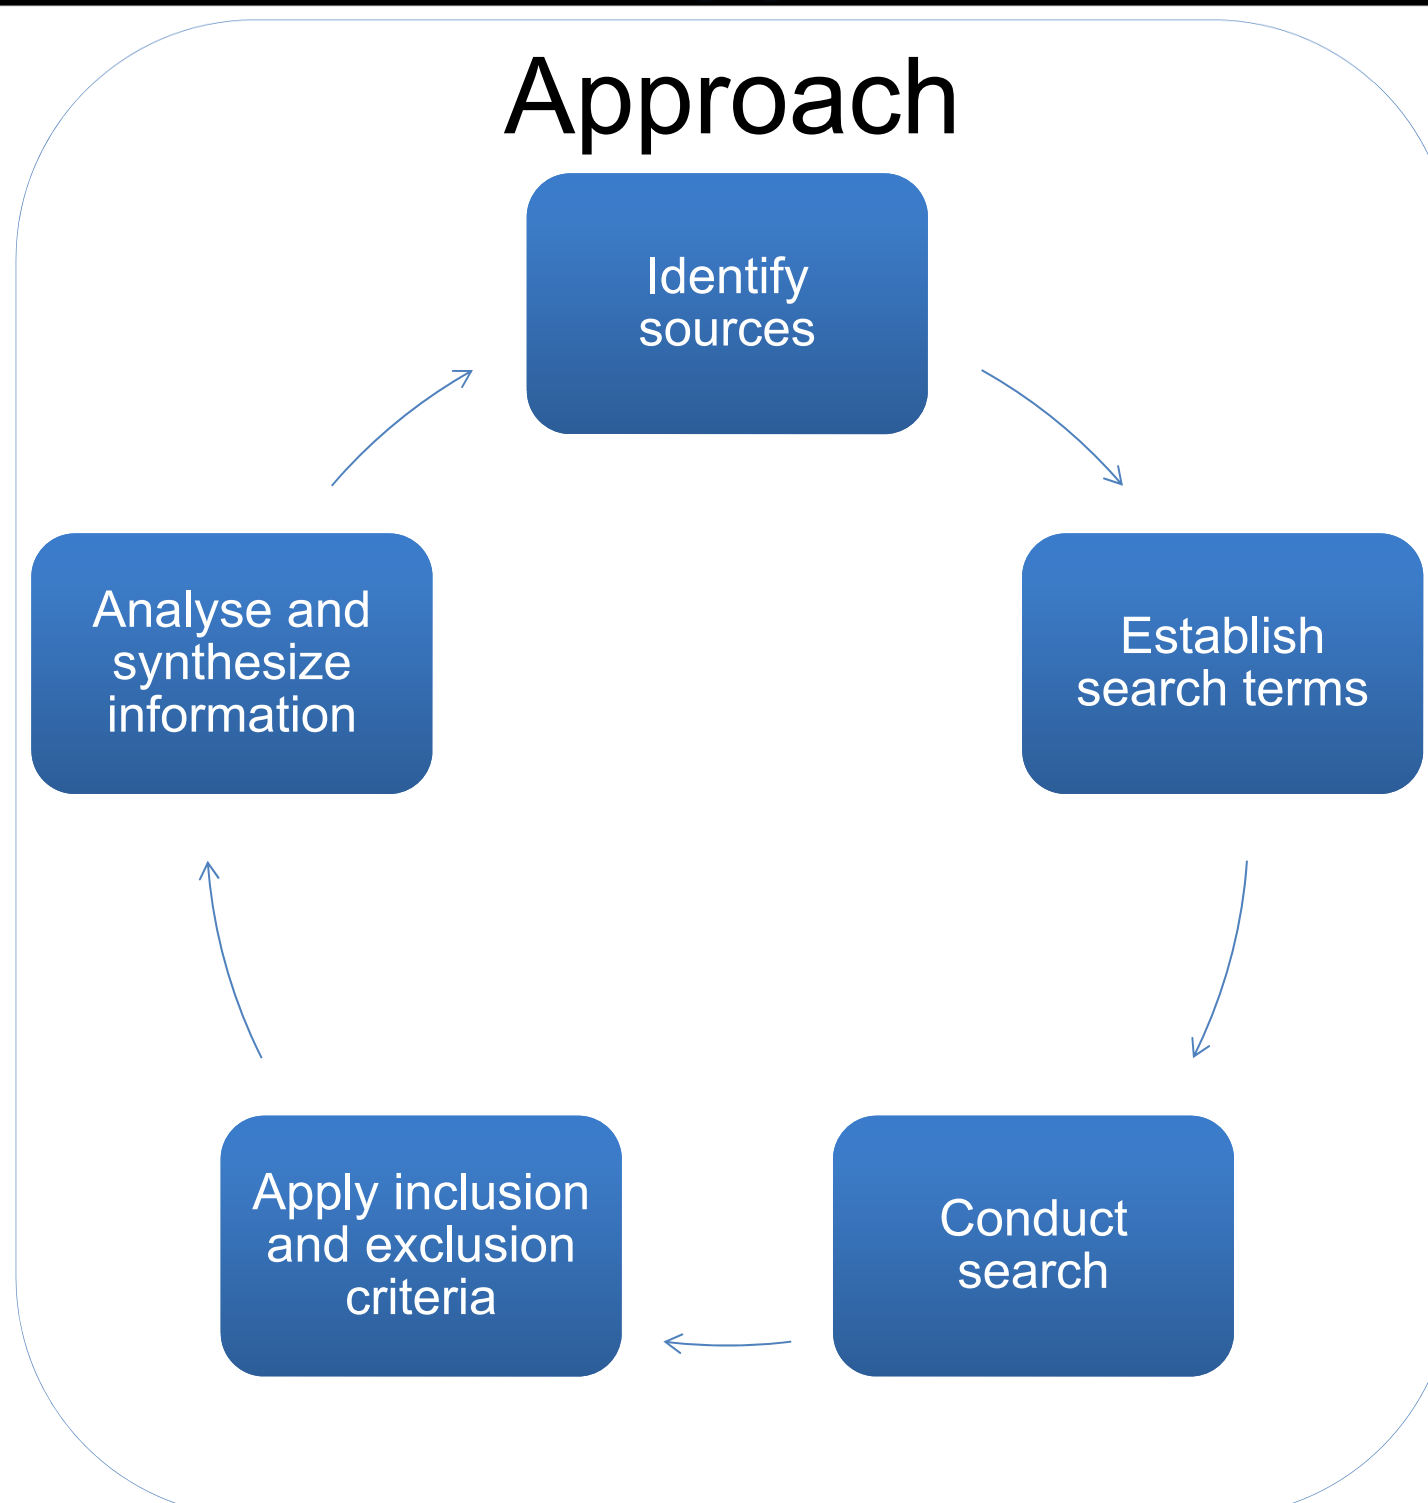 Approach
Identify
sources
Establish
search terms
Conduct
search
Apply inclusion
and exclusion
criteria
Analyse and
synthesize
information